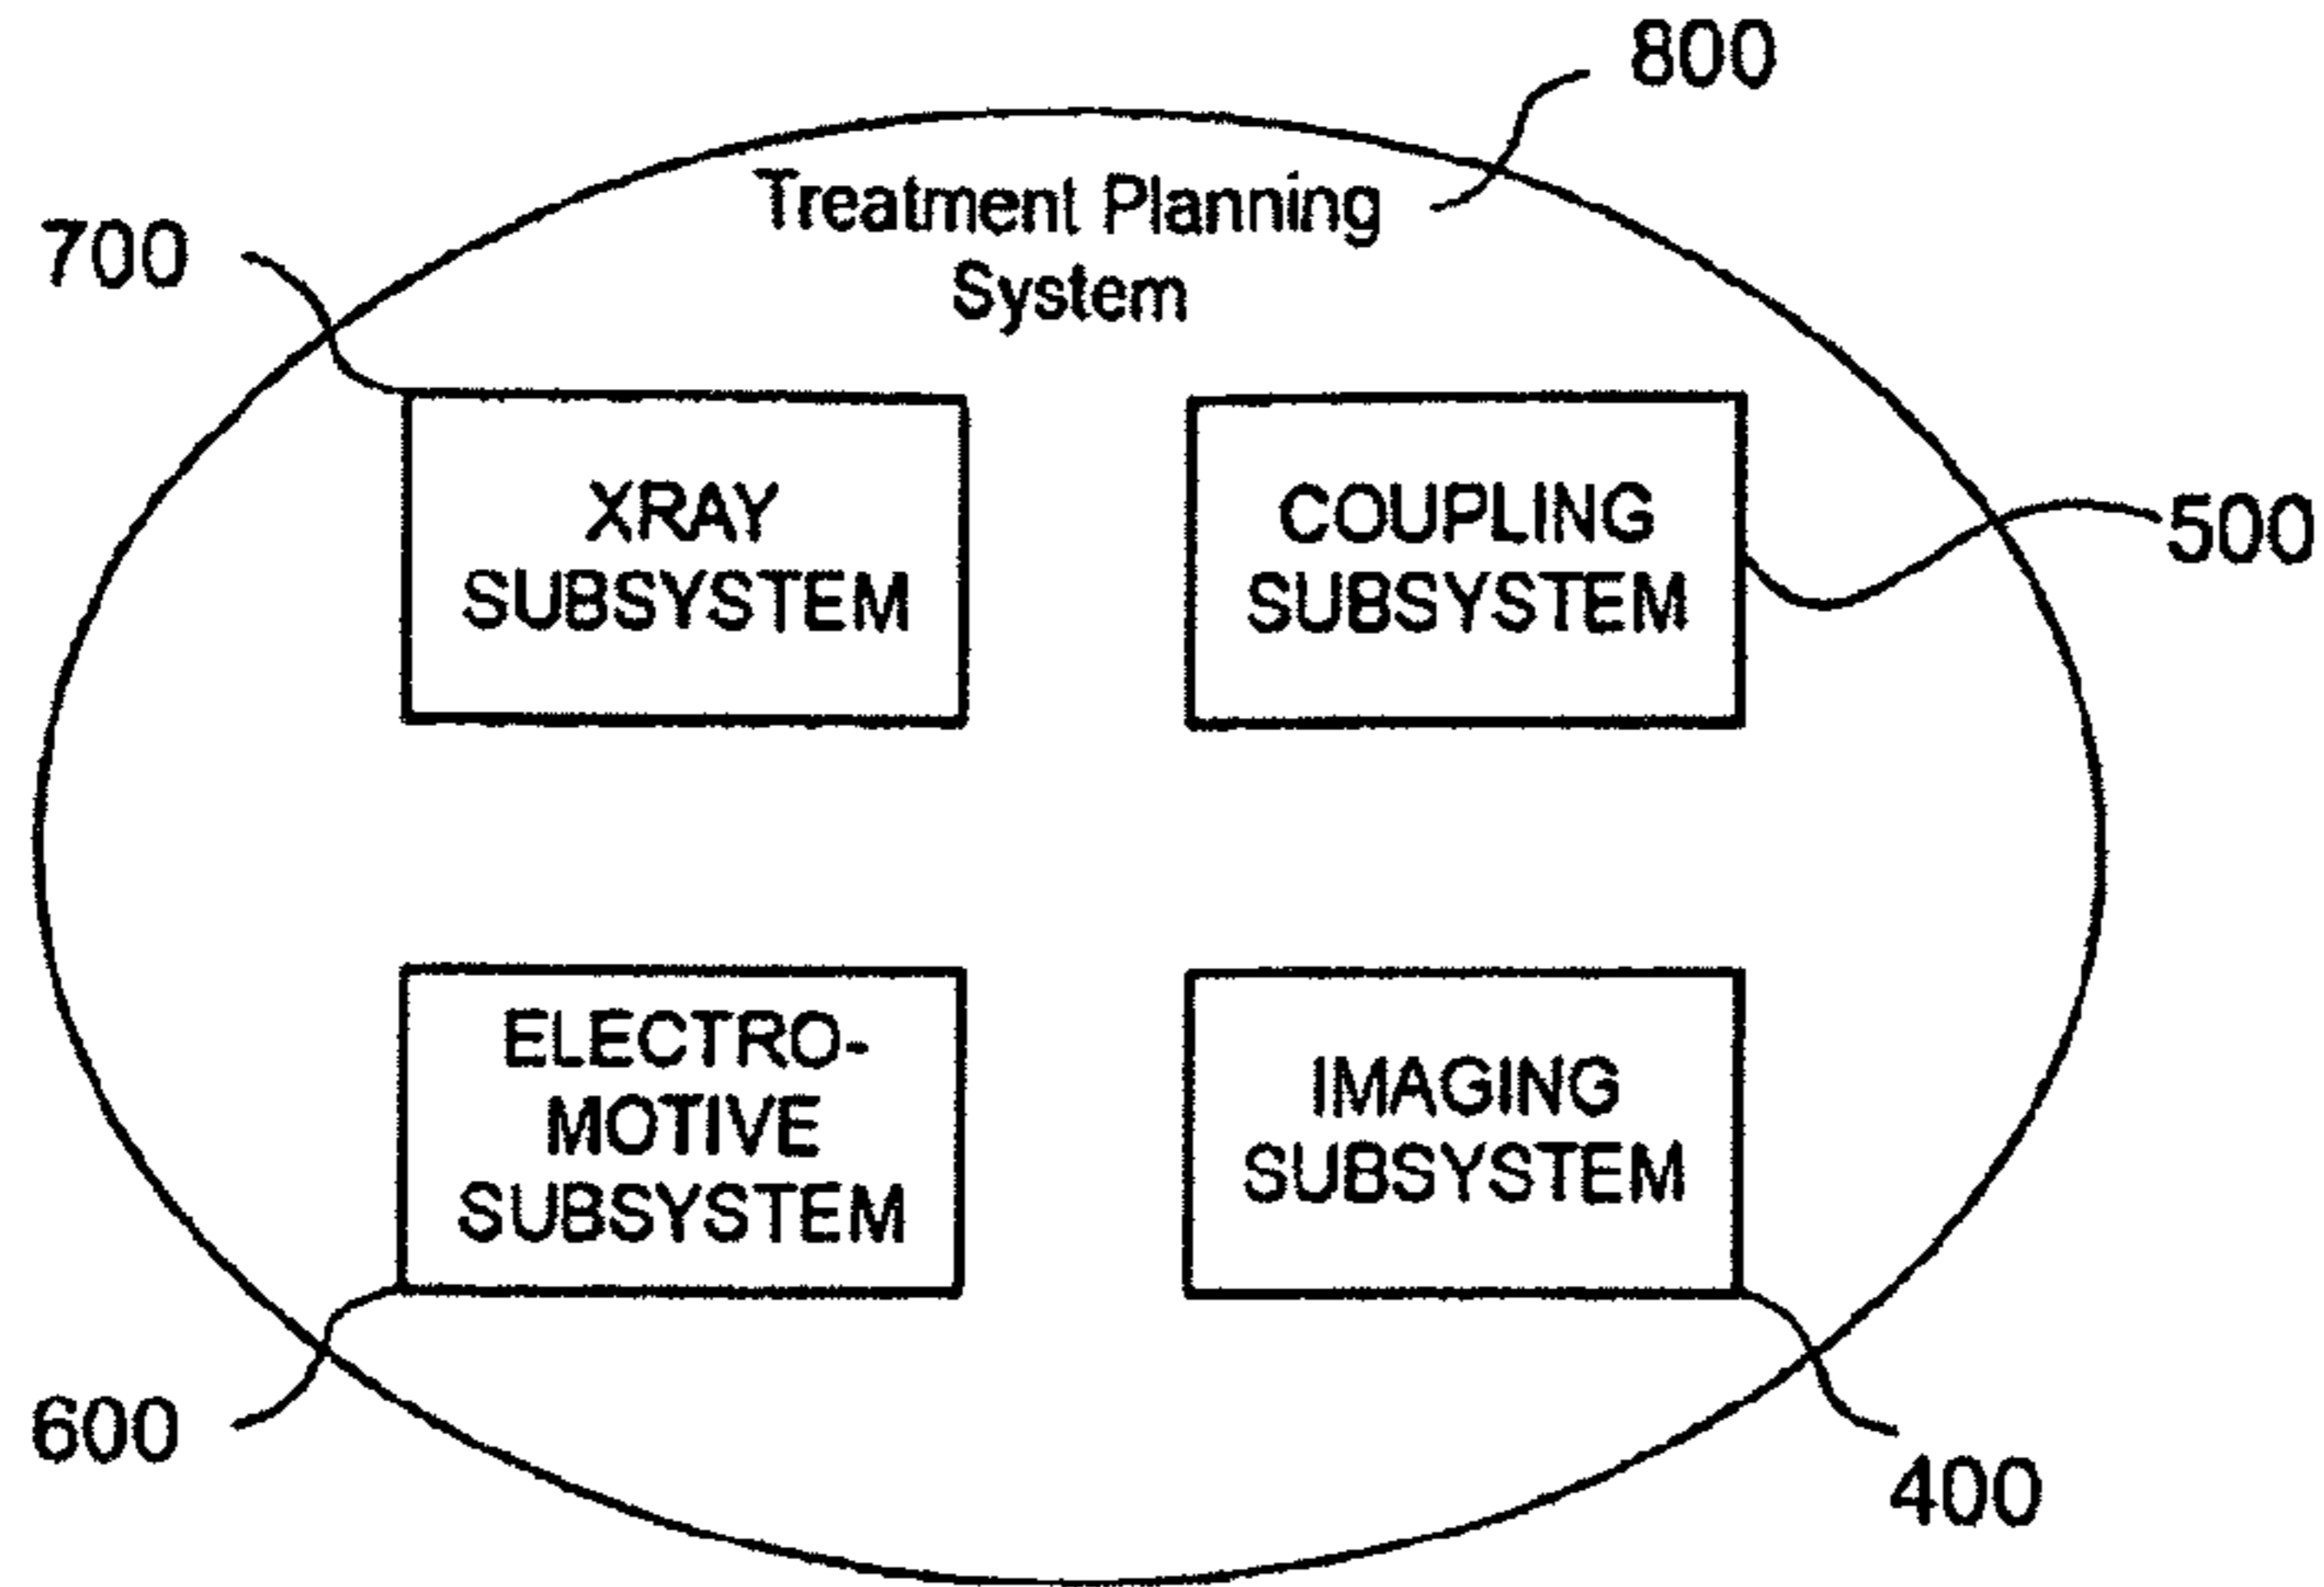 800
Treatment Planning
System
700
XRAY
SUBSYSTEM
COUPLING
SUBSYSTEM
500
ELECTRO-
MOTIVE
SUBSYSTEM
IMAGING
SUBSYSTEM
600
400